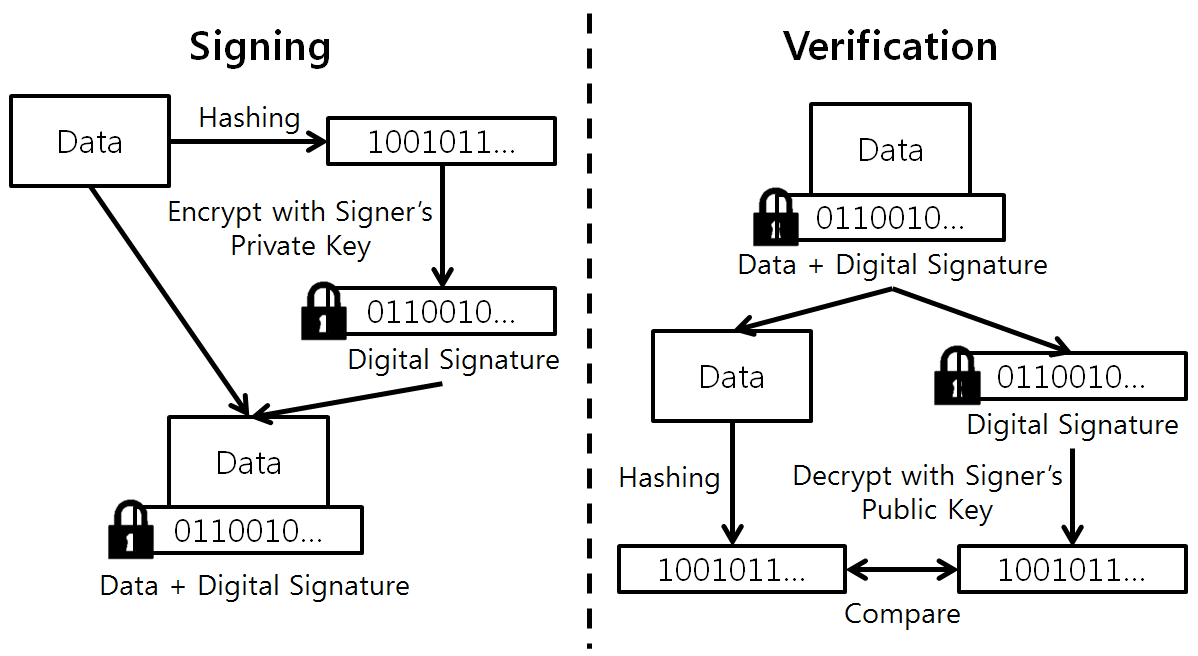 Signing
Data
Hashing
1001011...
Encrypt with Signer's
Private Key
0110010...
Digital Signature
Data
0110010...
Data + Digital Signature
Verification
Data
0110010...
Data + Digital Signature
Data
0110010...
Digital Signature
Hashing
Decrypt with Signer's
Public Key
1001011...
1001011...
Compare